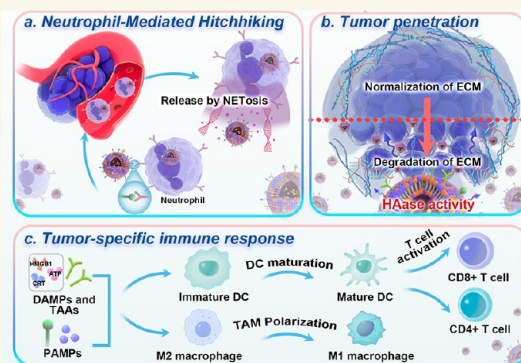 a. Neutrophil-Mediated Hitchhiking
Release by NETosis
Neutrophil
b. Tumor penetration
Normalization of ECM
Degradation of ECM
HAase activity
c. Tumor-specific immune response
HMGB1
ATP
CRT
DAMPs and
TAAs
PAMPs
Immature DC
DC maturation
Mature DC
T cell
activation
CD8+ T cell
CD4+ T cell
M2 macrophage
TAM Polarization
M1 macrophage